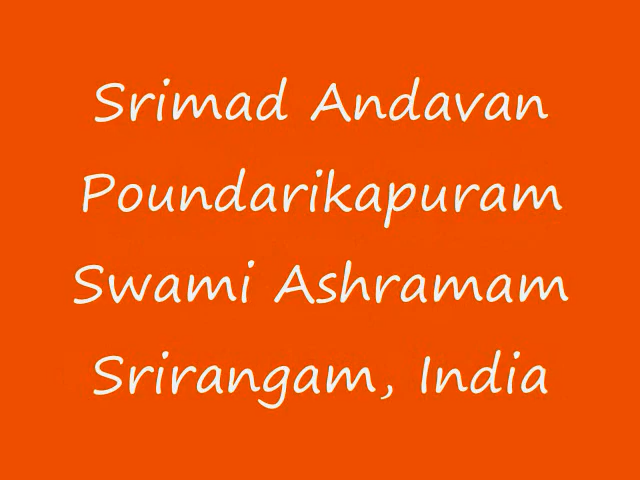 Srimad Andavan
Poundarikapuram
Swami Ashramam
Srirangam, India